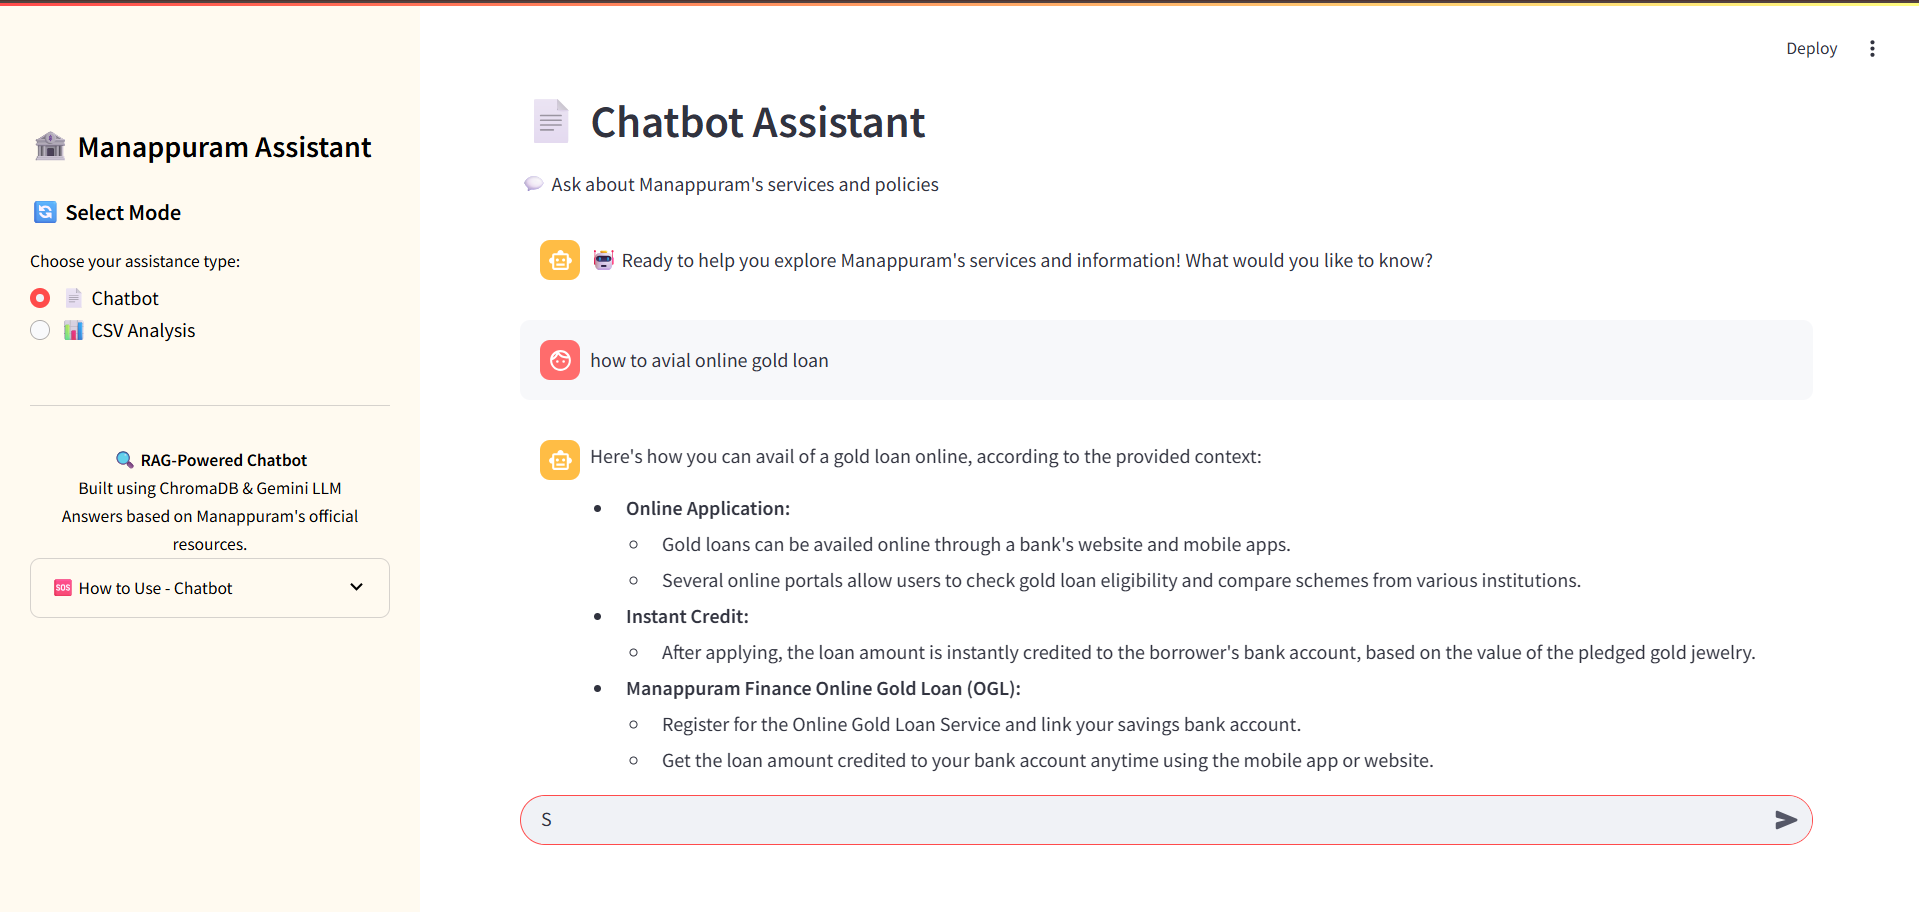 Deploy
Manappuram Assistant
Select Mode
Choose your assistance type:
Chatbot
CSV Analysis
RAG-Powered Chatbot
Built using ChromaDB & Gemini LLM
Answers based on Manappuram's official
resources.
SOS How to Use - Chatbot
Chatbot Assistant
Ask about Manappuram's services and policies
Ready to help you explore Manappuram's services and information! What would you like to know?
how to avial online gold loan
Here's how you can avail of a gold loan online, according to the provided context:
Online Application:
Gold loans can be availed online through a bank's website and mobile apps.
Several online portals allow users to check gold loan eligibility and compare schemes from various institutions.
Instant Credit:
After applying, the loan amount is instantly credited to the borrower's bank account, based on the value of the pledged gold jewelry.
Manappuram Finance Online Gold Loan (OGL):
Register for the Online Gold Loan Service and link your savings bank account.
Get the loan amount credited to your bank account anytime using the mobile app or website.
S